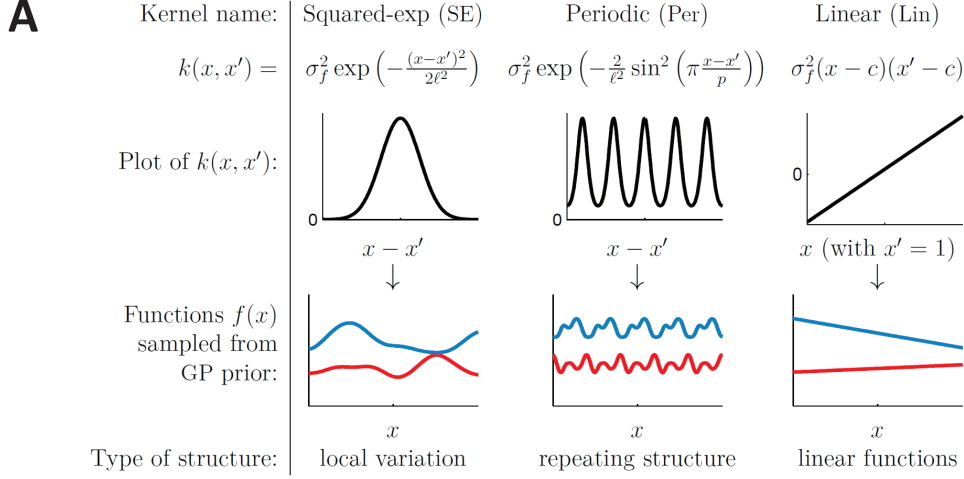 A
Kernel name: Squared-exp (SE) Periodic (Per) Linear (Lin)
k(x, x′) = σ_f^2 exp(−(x−x′)^2/2ℓ^2) σ_f^2 exp(−2/ℓ^2 sin^2(π x−x′/p)) σ_f^2(x − c)(x′ − c)
Plot of k(x, x′): 0 0 0
x − x′ x − x′ x (with x′ = 1)
Functions f(x)
sampled from
GP prior:
x x x
Type of structure: local variation repeating structure linear functions